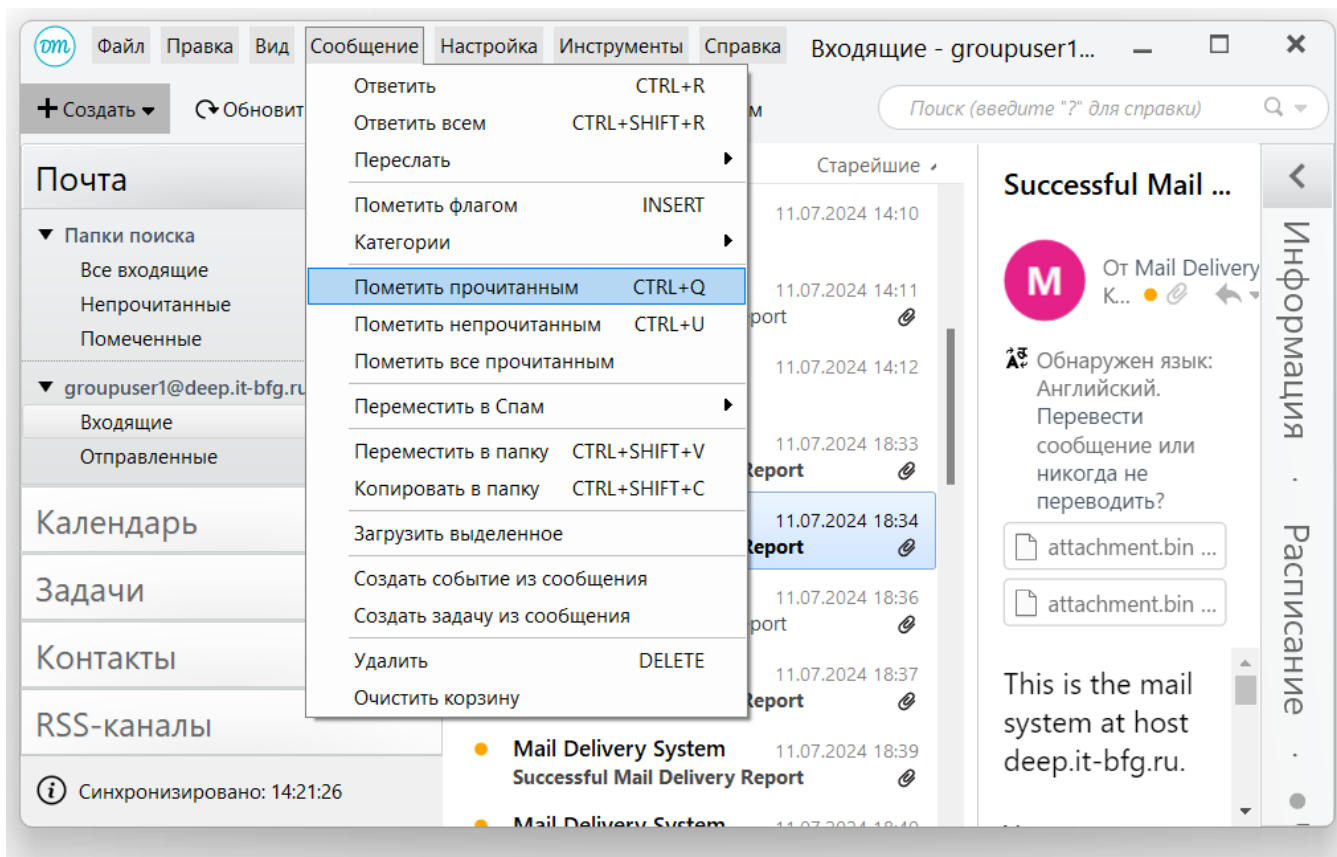 DM Файл Правка Вид Сообщение Настройка Инструменты Справка Входящие - groupuser1...
Создать Обновит м Поиск (введите "?" для справки)
Ответить CTRL+R
Ответить всем CTRL+SHIFT+R
Переслать
Пометить флагом INSERT
Категории
Пометить прочитанным CTRL+Q
Пометить непрочитанным CTRL+U
Пометить все прочитанным
Переместить в Спам
Переместить в папку CTRL+SHIFT+V
Копировать в папку CTRL+SHIFT+C
Загрузить выделенное
Создать событие из сообщения
Создать задачу из сообщения
Удалить DELETE
Очистить корзину
Почта
Папки поиска
Все входящие
Непрочитанные
Помеченные
groupuser1@deep.it-bfg.ru
Входящие
Отправленные
Календарь
Задачи
Контакты
RSS-каналы
Синхронизировано: 14:21:26
Старейшие
11.07.2024 14:10
11.07.2024 14:11
port
11.07.2024 14:12
11.07.2024 18:33
Report
11.07.2024 18:34
Report
11.07.2024 18:36
port
11.07.2024 18:37
Report
Mail Delivery System 11.07.2024 18:39
Successful Mail Delivery Report
Mail Delivery System 11.07.2024 18:40
Successful Mail ...
M
От Mail Delivery
К...
Обнаружен язык:
Английский.
Перевести
сообщение или
никогда не
переводить?
attachment.bin ...
attachment.bin ...
This is the mail
system at host
deep.it-bfg.ru.
Информация · Расписание ·